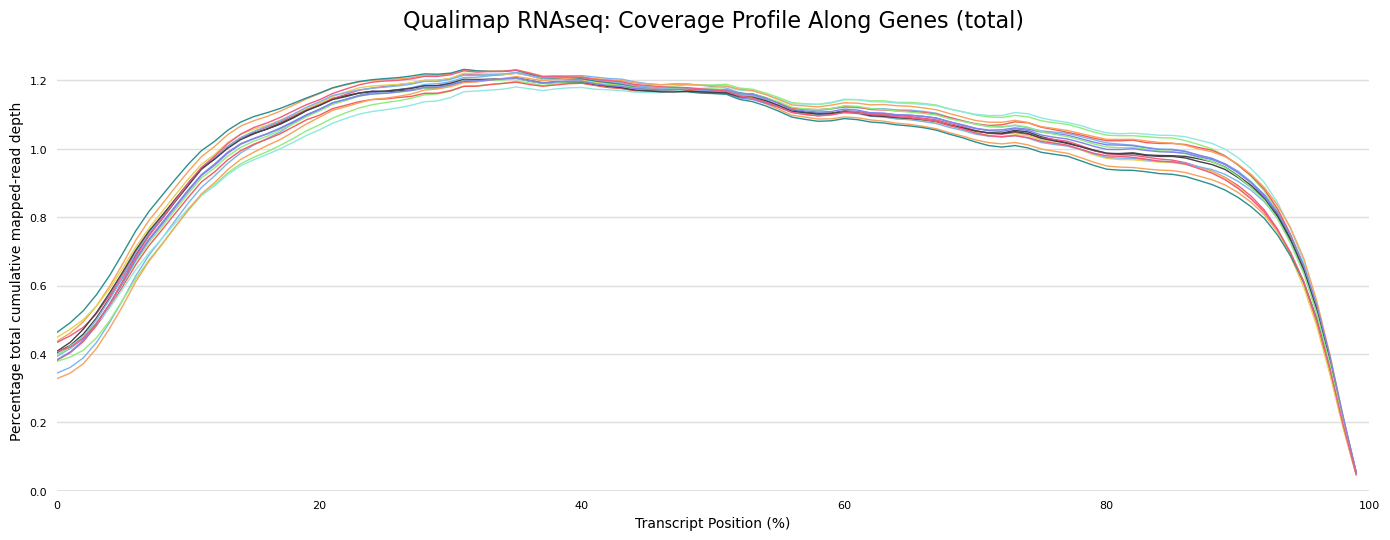 Qualimap RNAseq: Coverage Profile Along Genes (total)
Percentage total cumulative mapped-read depth
1.2
1.0
0.8
0.6
0.4
0.2
0.0
0 20 40 60 80 100
Transcript Position (%)